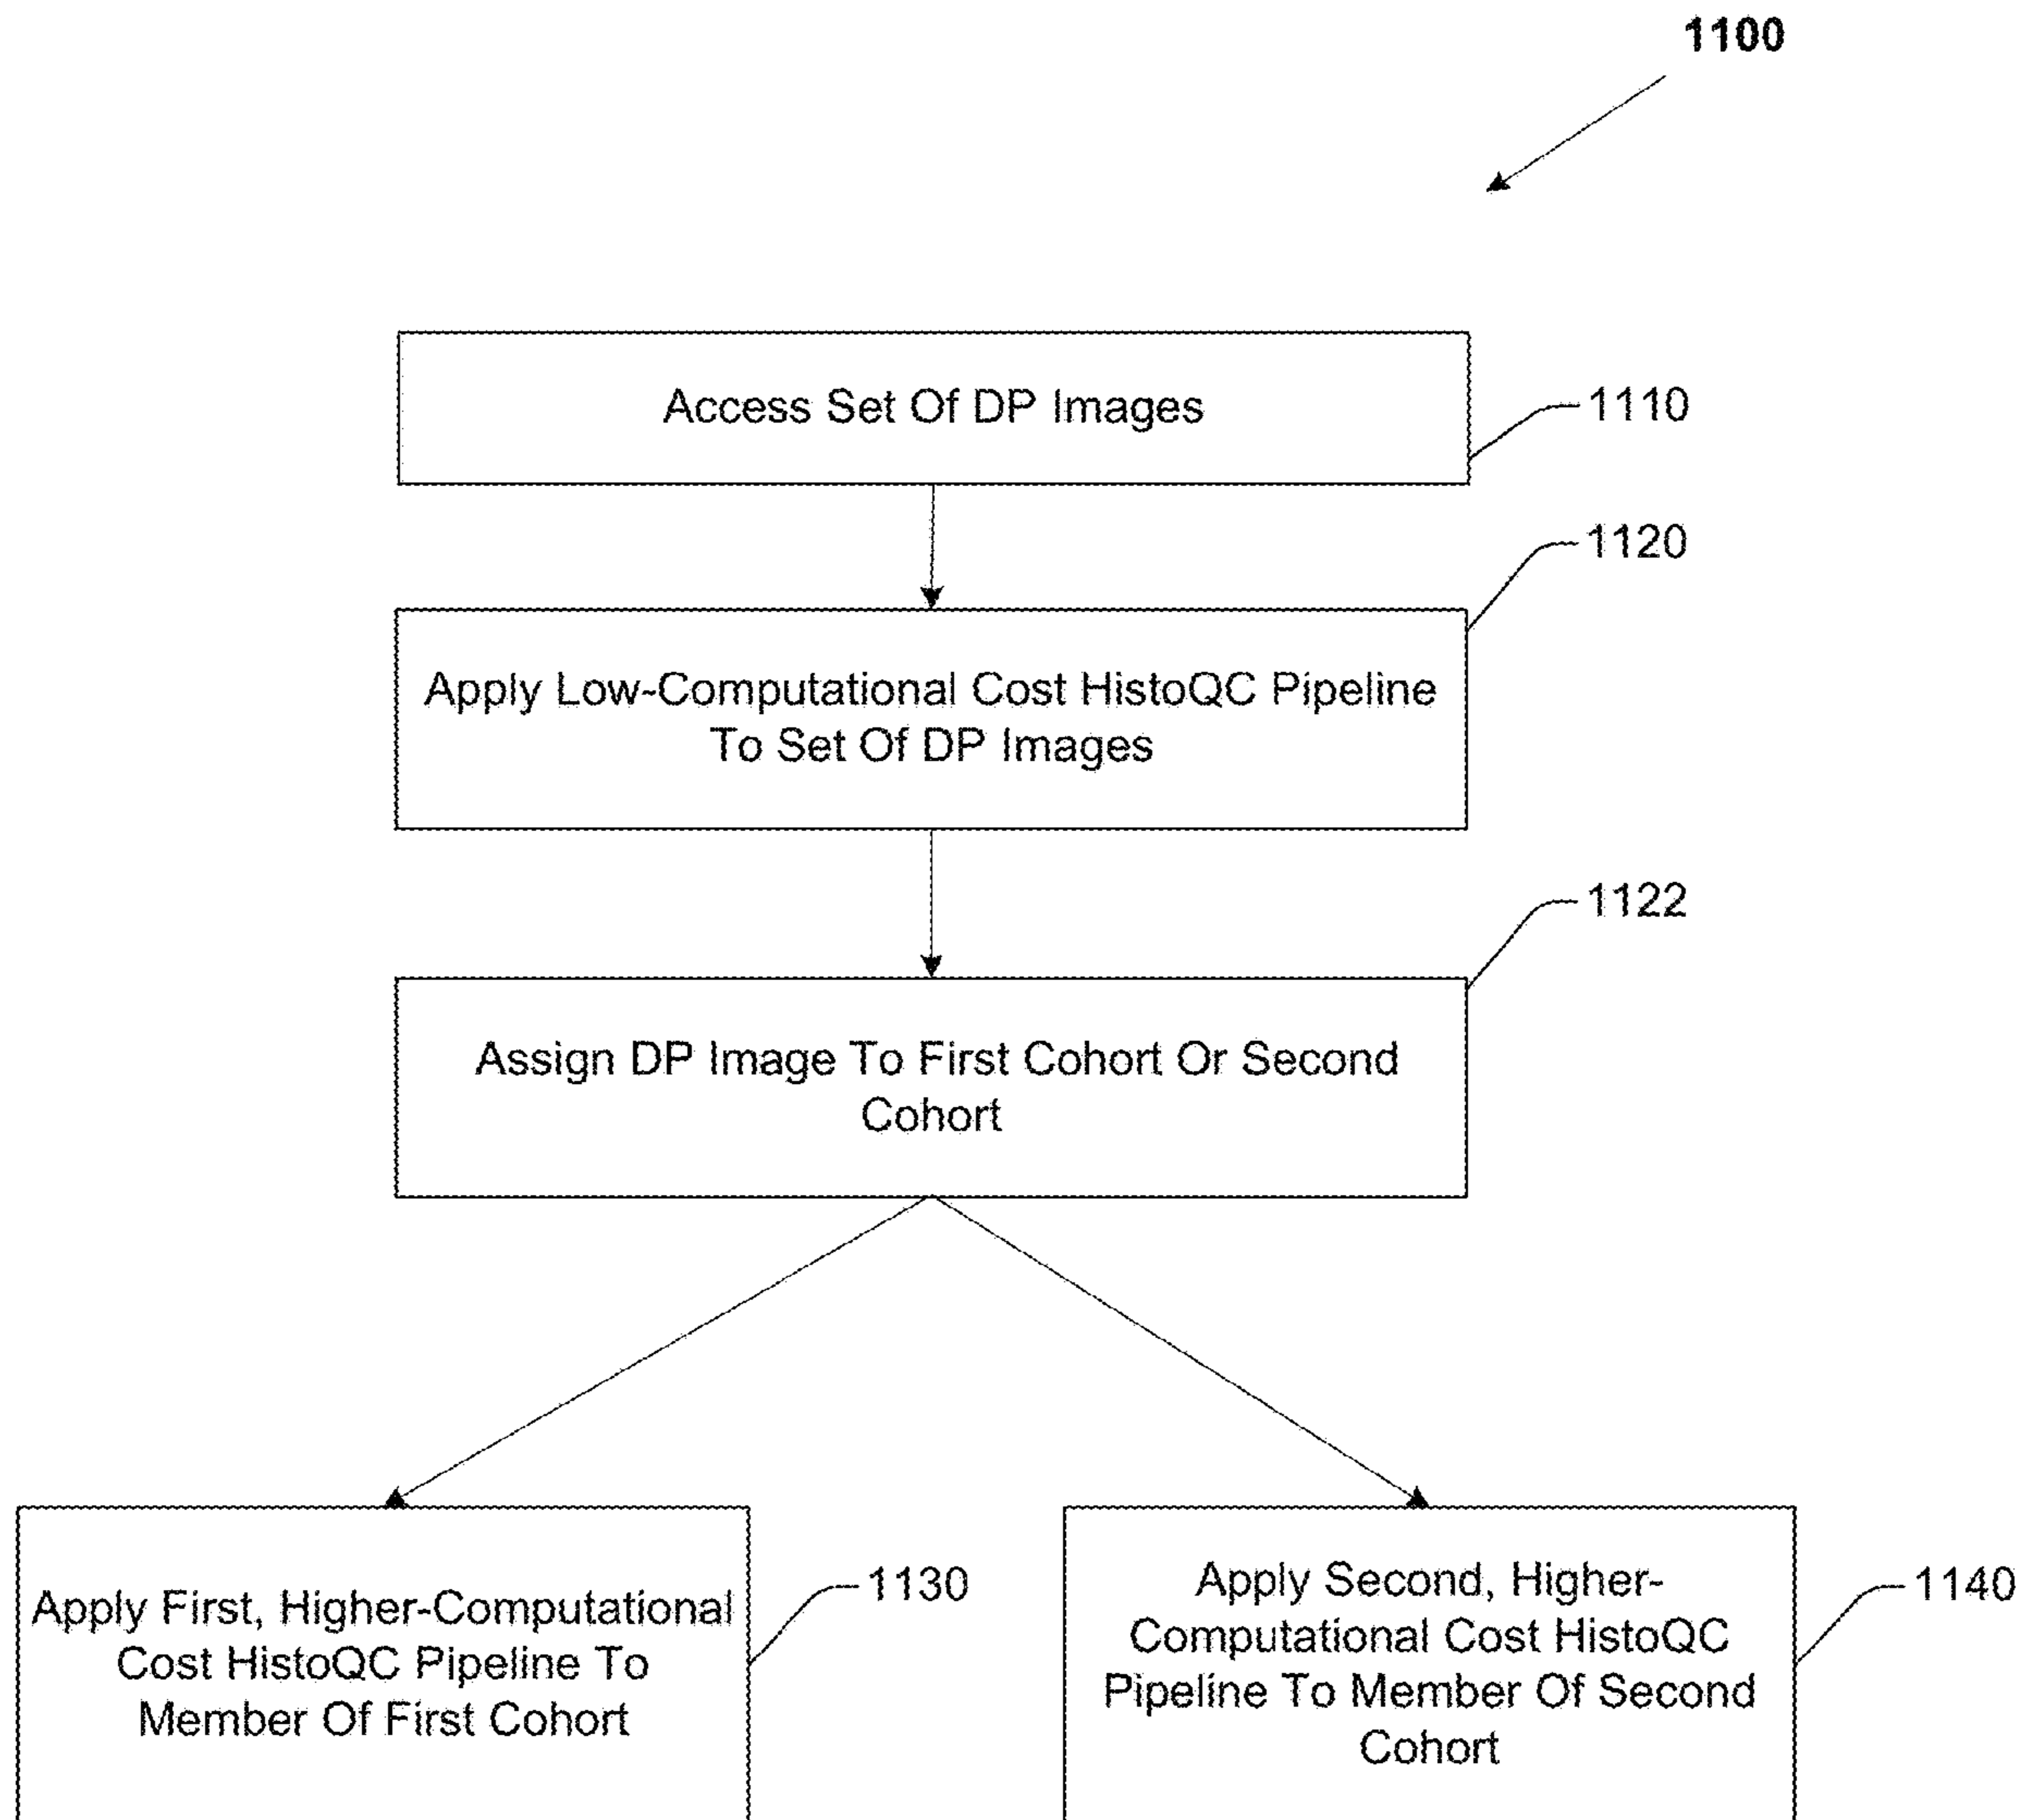 1100
Access Set Of DP Images
1110
1120
Apply Low-Computational Cost HistoQC Pipeline
To Set Of DP Images
1122
Assign DP Image To First Cohort Or Second
Cohort
Apply First, Higher-Computational
Cost HistoQC Pipeline To
Member Of First Cohort
1130
Apply Second, Higher-
Computational Cost HistoQC
Pipeline To Member Of Second
Cohort
1140